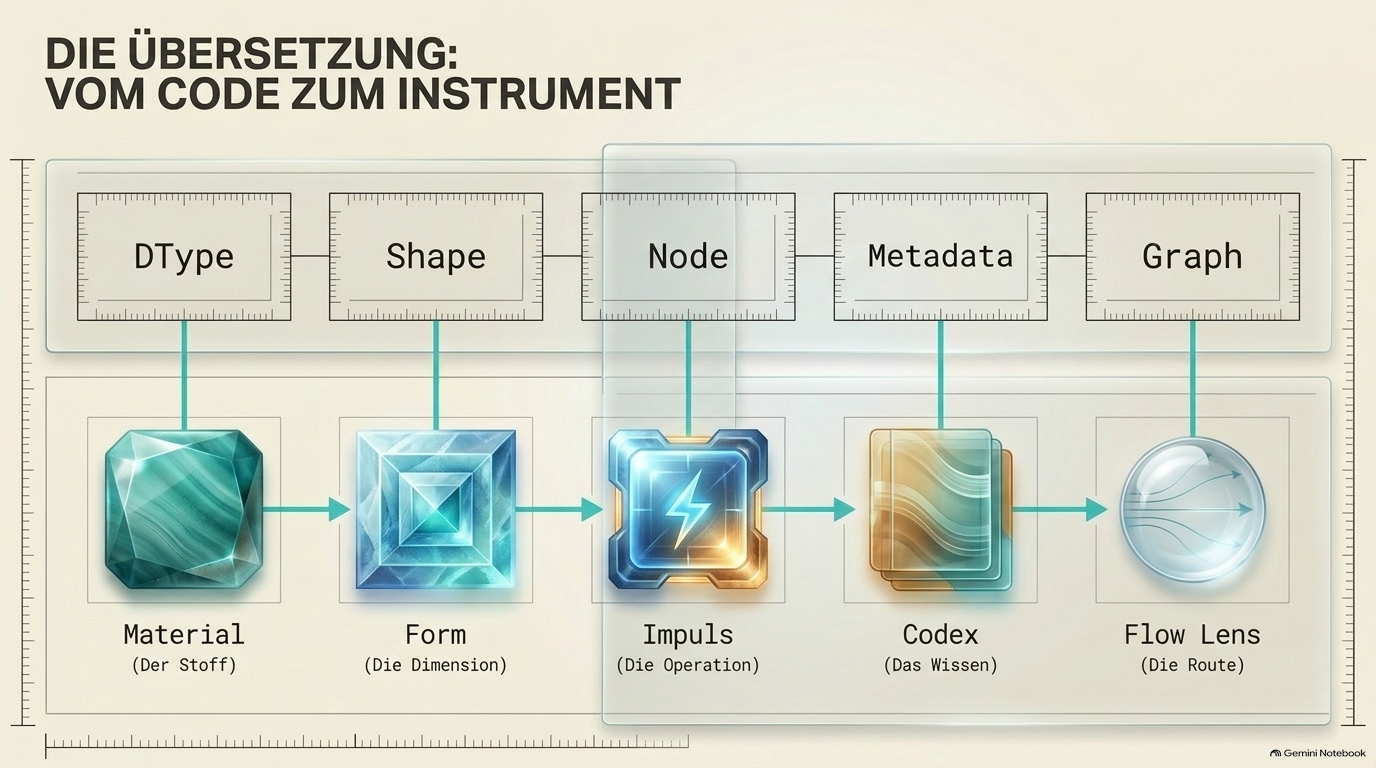 DIE ÜBERSETZUNG:
VOM CODE ZUM INSTRUMENT
DType
Shape
Node
Metadata
Graph
Material
(Der Stoff)
Form
(Die Dimension)
Impuls
(Die Operation)
Codex
(Das Wissen)
Flow Lens
(Die Route)
Gemini Notebook